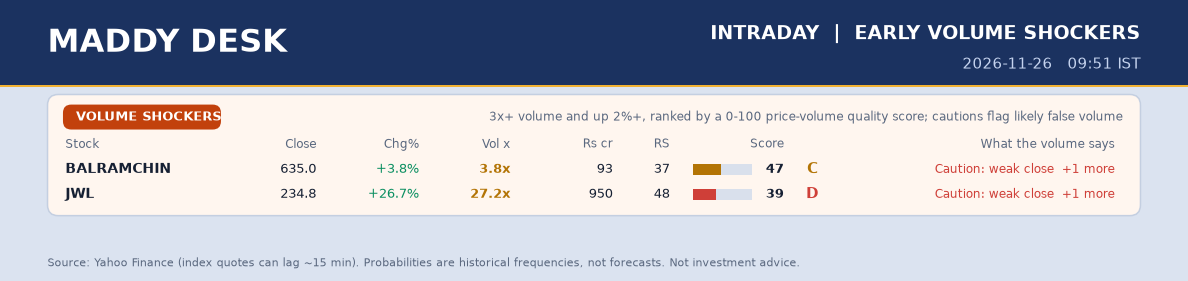 MADDY DESK
INTRADAY | EARLY VOLUME SHOCKERS
2026-11-26 09:51 IST
VOLUME SHOCKERS
3x+ volume and up 2%+, ranked by a 0-100 price-volume quality score; cautions flag likely false volume
Stock Close Chg% Vol x Rs cr RS Score What the volume says
BALRAMCHIN 635.0 +3.8% 3.8x 93 37 47 C Caution: weak close +1 more
JWL 234.8 +26.7% 27.2x 950 48 39 D Caution: weak close +1 more
Source: Yahoo Finance (index quotes can lag ~15 min). Probabilities are historical frequencies, not forecasts. Not investment advice.